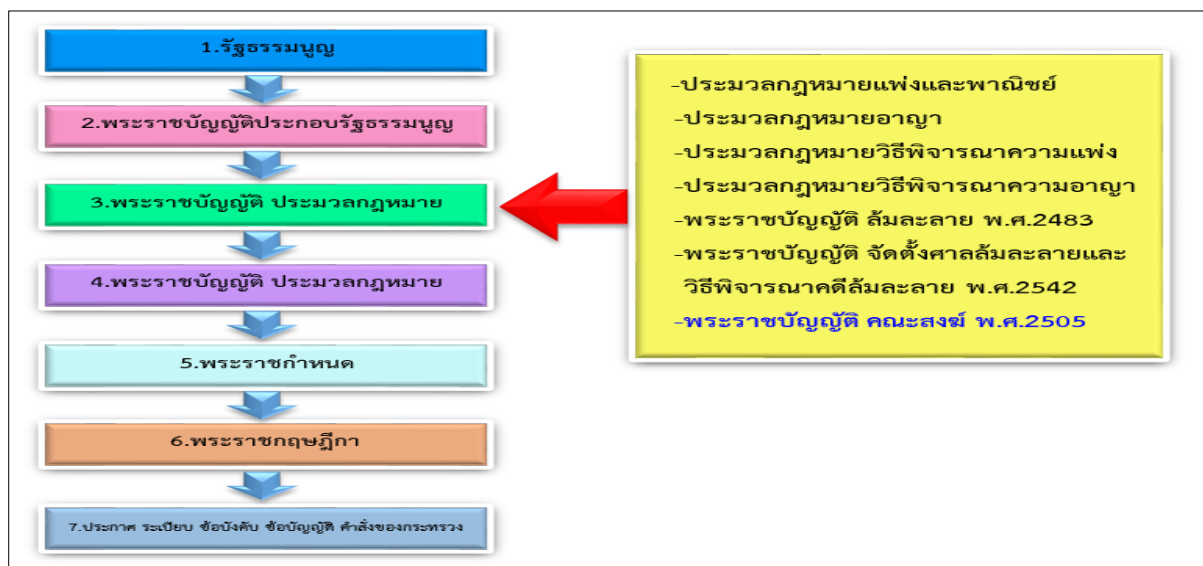 1.รัฐธรรมนูญ
2.พระราชบัญญัติประกอบรัฐธรรมนูญ
3.พระราชบัญญัติ ประมวลกฎหมาย
4.พระราชบัญญัติ ประมวลกฎหมาย
5.พระราชกำหนด
6.พระราชกฤษฎีกา
7.ประกาศ ระเบียบ ข้อบังคับ ข้อบัญญัติ คำสั่งของกระทรวง
-ประมวลกฎหมายแพ่งและพาณิชย์
-ประมวลกฎหมายอาญา
-ประมวลกฎหมายวิธีพิจารณาความแพ่ง
-ประมวลกฎหมายวิธีพิจารณาความอาญา
-พระราชบัญญัติ ล้มละลาย พ.ศ.2483
-พระราชบัญญัติ จัดตั้งศาลล้มละลายและ
วิธีพิจารณาคดีล้มละลาย พ.ศ.2542
-พระราชบัญญัติ คณะสงฆ์ พ.ศ.2505